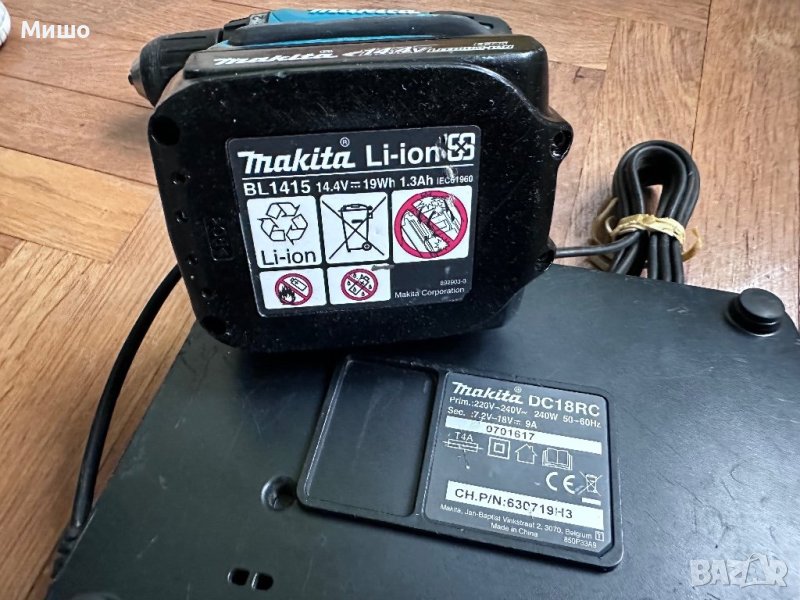 Мишо
makita 14.4V
makita® Li-ion
BL1415 14.4V⎓19Wh 1.3Ah IEC61960
Li-ion
Makita Corporation
makita® DC18RC
Prim.:220V~240V~ 240W 50~60Hz
Sec. :7.2V~18V⎓ 9A
0701617
T4A
CE
CH.P/N:630719H3
Makita, Jan-Baptist Vinkstraat 2, 3070, Belgium
Made in China
850P33A9
BAZAR